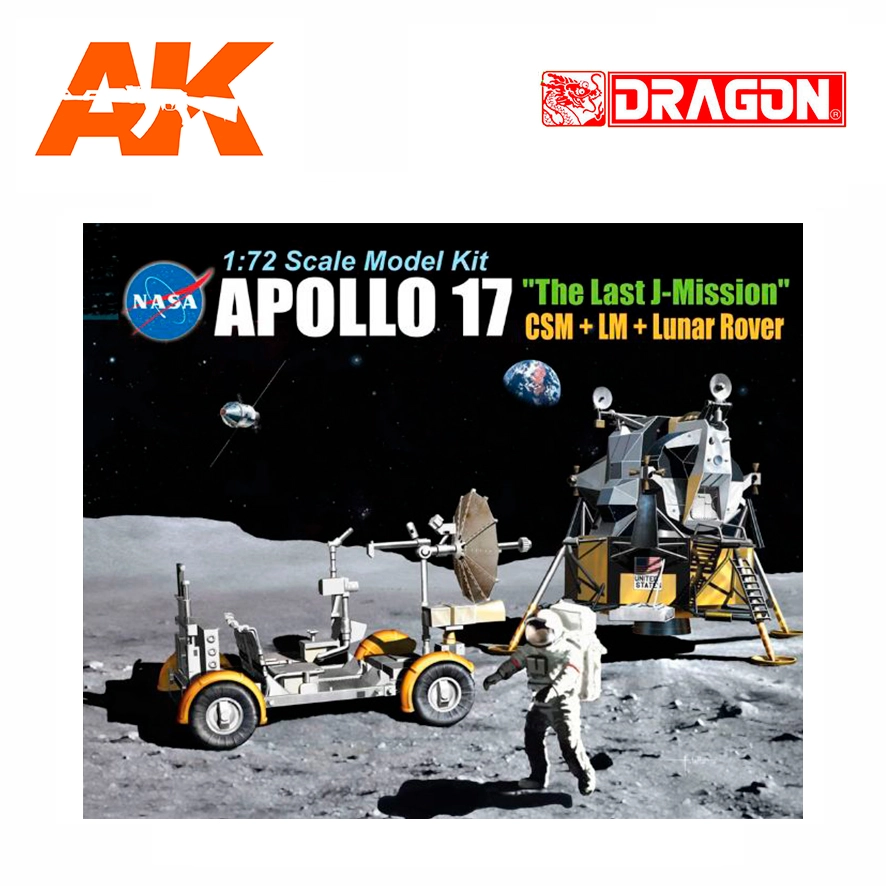 AK
DRAGON
®
1:72 Scale Model Kit
NASA
APOLLO 17
"The Last J-Mission"
CSM + LM + Lunar Rover
UNITED
STATES